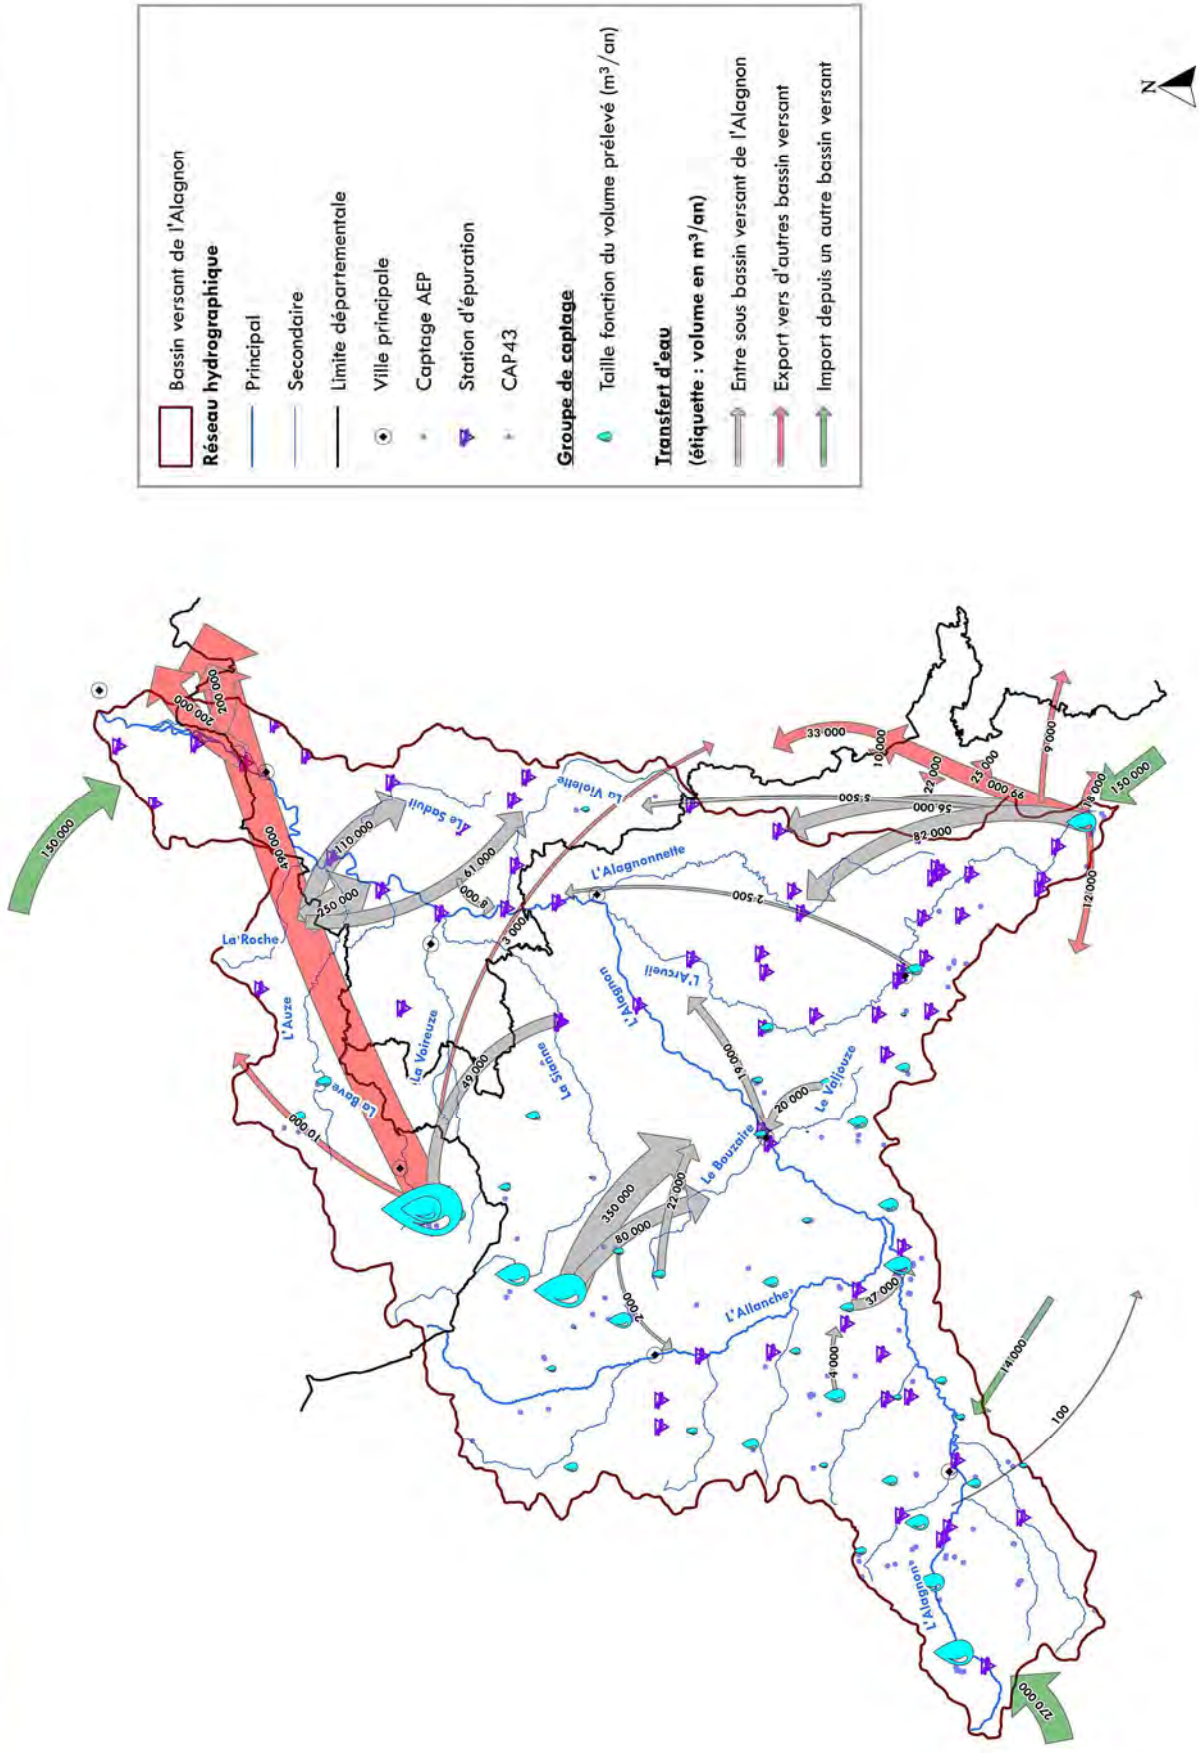 Bassin versant de l'Alagnon
Réseau hydrographique
Principal
Secondaire
Limite départementale
Ville principale
Captage AEP
Station d'épuration
CAP43
Groupe de captage
Taille fonction du volume prélevé (m³/an)
Transfert d'eau
(étiquette : volume en m³/an)
Entre sous bassin versant de l'Alagnon
Export vers d'autres bassin versant
Import depuis un autre bassin versant
N
150 000
200 000
200 000
490 000
110 000
250 000
61 000
8 000
3 000
49 000
10 000
La Roche
L'Auze
La Bave
La Voireuze
Le Saduit
La Violette
La Sianne
L'Alagnonnette
L'Alagnon
L'Arcueil
Le Valjouze
Le Bouzaire
L'Allanche
L'Alagnon
350 000
80 000
22 000
2 000
19 000
20 000
37 000
4 000
2 500
5 500
56 000
82 000
33 000
10 000
22 000
25 000
99 000
9 000
18 000
150 000
12 000
14 000
100
270 000